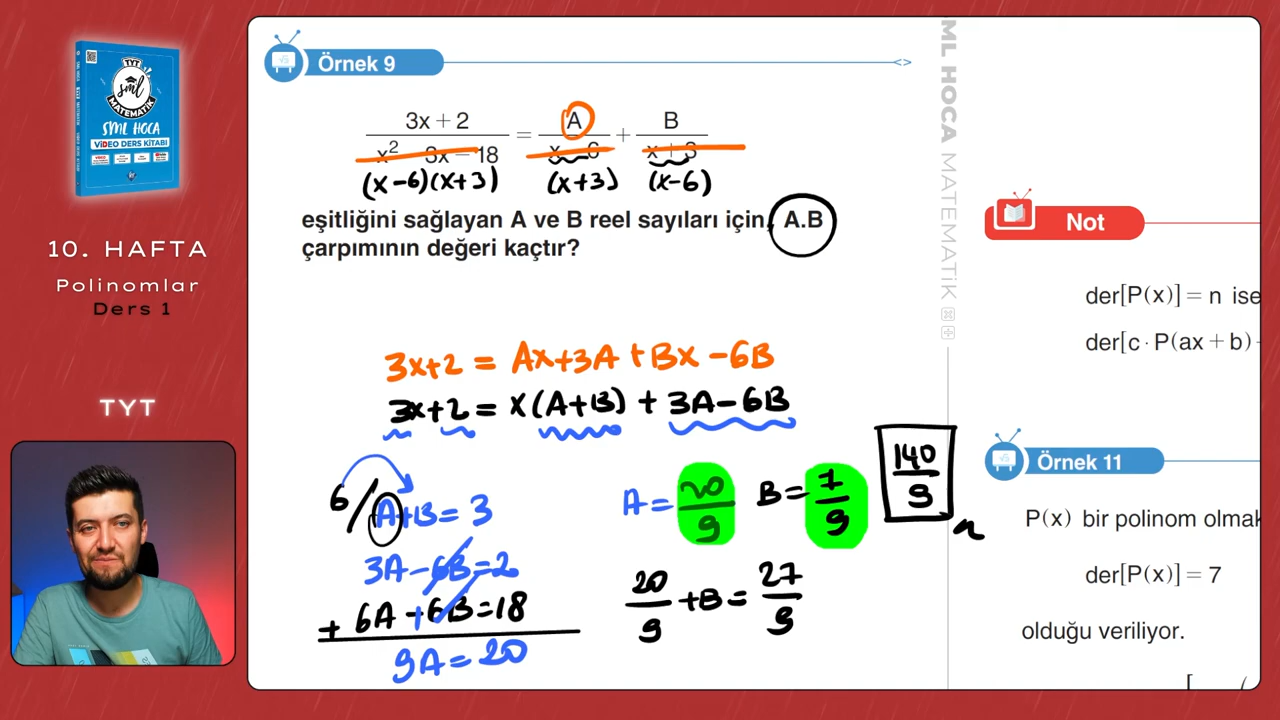 TYT
sml
MATEMATİK
SML HOCA
VİDEO DERS KİTABI
10. HAFTA
Polinomlar
Ders 1
TYT
Örnek 9
3x + 2 / x² − 3x − 18 = A / x − 6 + B / x + 3
(x-6)(x+3) (x+3) (x-6)
eşitliğini sağlayan A ve B reel sayıları için, A.B
çarpımının değeri kaçtır?
3x+2 = Ax+3A+Bx-6B
3x+2 = x(A+B) + 3A-6B
6/ A+B=3
3A-6B=2
+ 6A+6B=18
9A=20
A=20/9 B=7/9
140/9
20/9 +B= 27/9
ML HOCA MATEMATİK
Not
der[P(x)] = n ise
der[c · P(ax + b)
Örnek 11
P(x) bir polinom olmak
der[P(x)] = 7
olduğu veriliyor.